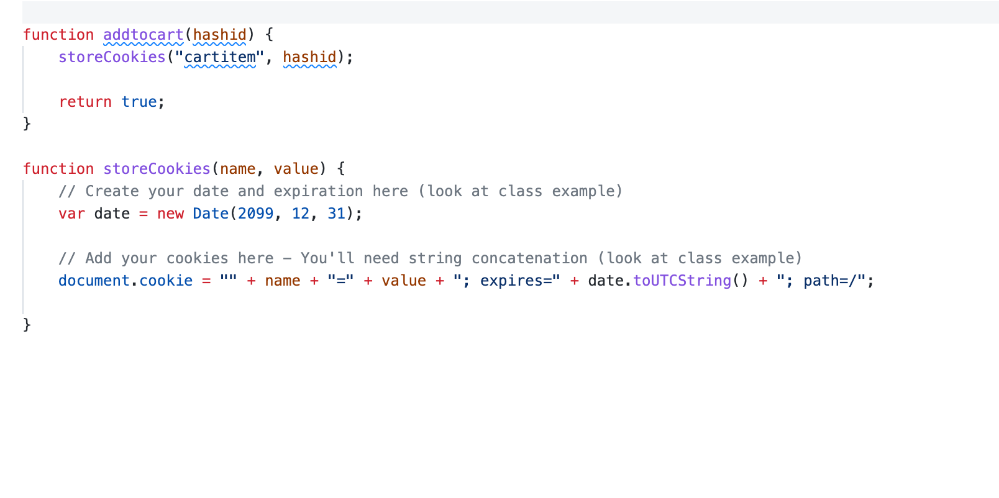 function addtocart(hashid) {
    storeCookies("cartitem", hashid);
    return true;
}
function storeCookies(name, value) {
    // Create your date and expiration here (look at class example)
    var date = new Date(2099, 12, 31);
    // Add your cookies here – You'll need string concatenation (look at class example)
    document.cookie = "" + name + "=" + value + "; expires=" + date.toUTCString() + "; path=/";
}